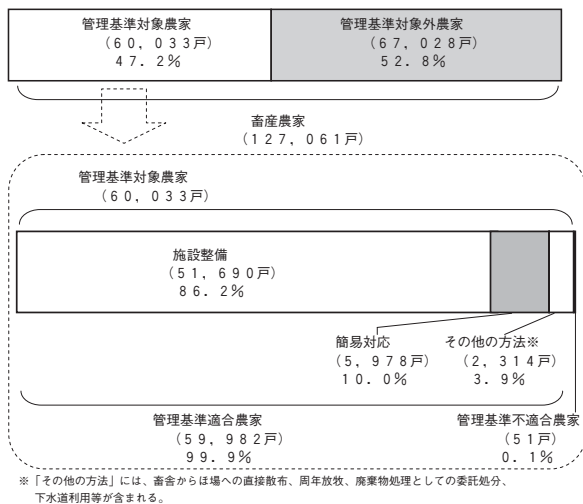 管理基準対象農家
(60,033戸)
47.2%
管理基準対象外農家
(67,028戸)
52.8%
畜産農家
(127,061戸)
管理基準対象農家
(60,033戸)
施設整備
(51,690戸)
86.2%
簡易対応
(5,978戸)
10.0%
その他の方法※
(2,314戸)
3.9%
管理基準適合農家
(59,982戸)
99.9%
管理基準不適合農家
(51戸)
0.1%
※「その他の方法」には、畜舎からほ場への直接散布、周年放牧、廃棄物処理としての委託処分、
下水道利用等が含まれる。